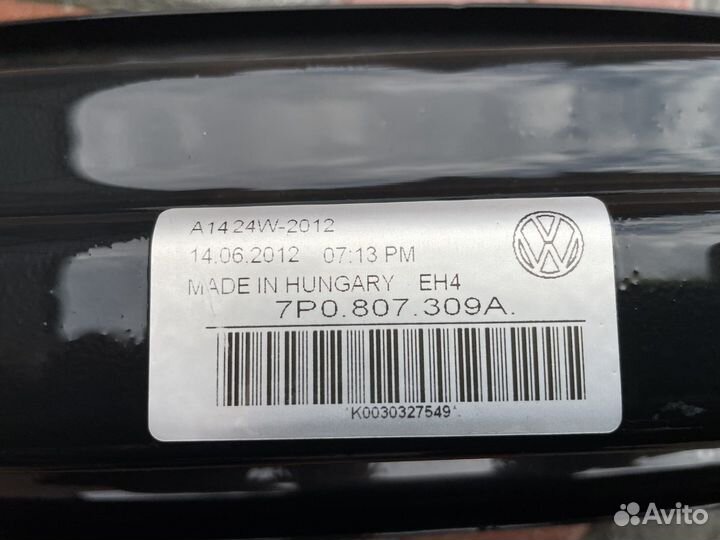 A1424W-2012
14.06.2012 07:13 PM
MADE IN HUNGARY EH4
7P0.807.309A.
*K0030327549*
Avito